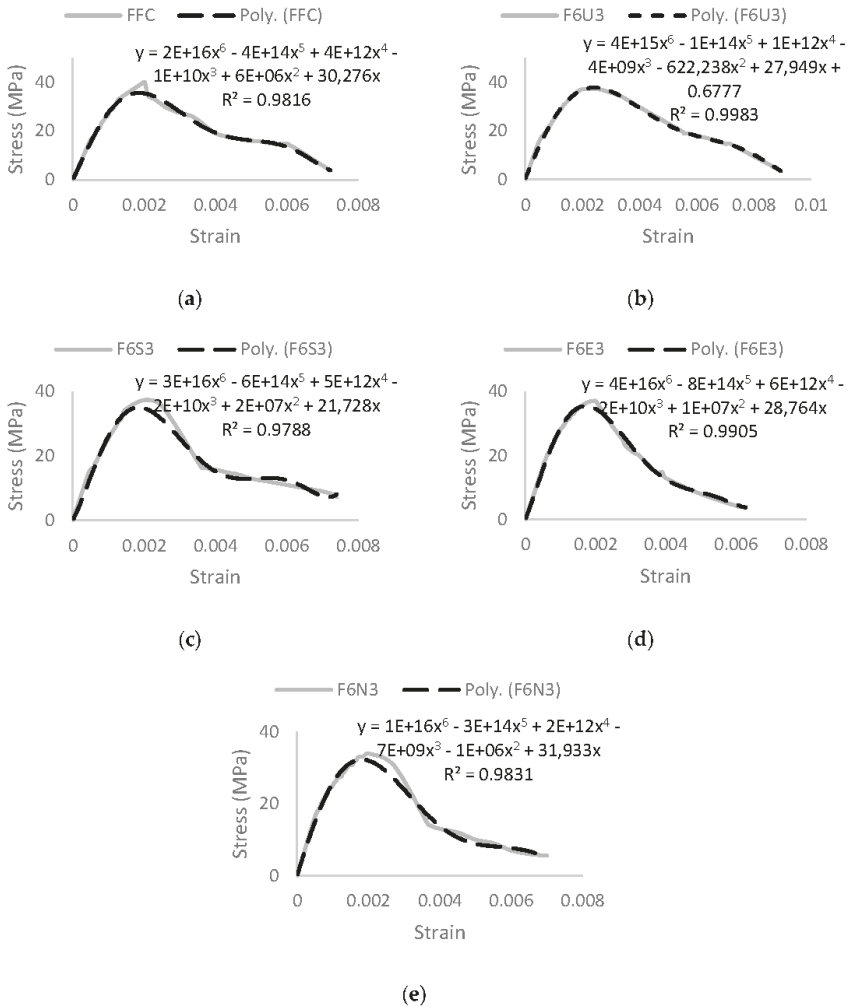 FFC Poly. (FFC)
y = 2E+16x⁶ - 4E+14x⁵ + 4E+12x⁴ -
1E+10x³ + 6E+06x² + 30,276x
R² = 0.9816
Stress (MPa)
40
20
0
0 0.002 0.004 0.006 0.008
Strain
(a)
F6U3 Poly. (F6U3)
y = 4E+15x⁶ - 1E+14x⁵ + 1E+12x⁴ -
4E+09x³ - 622,238x² + 27,949x +
0.6777
R² = 0.9983
Stress (MPa)
40
20
0
0 0.002 0.004 0.006 0.008 0.01
Strain
(b)
F6S3 Poly. (F6S3)
y = 3E+16x⁶ - 6E+14x⁵ + 5E+12x⁴ -
2E+10x³ + 2E+07x² + 21,728x
R² = 0.9788
Stress (MPa)
40
20
0
0 0.002 0.004 0.006 0.008
Strain
(c)
F6E3 Poly. (F6E3)
y = 4E+16x⁶ - 8E+14x⁵ + 6E+12x⁴ -
2E+10x³ + 1E+07x² + 28,764x
R² = 0.9905
Stress (MPa)
40
20
0
0 0.002 0.004 0.006 0.008
Strain
(d)
F6N3 Poly. (F6N3)
y = 1E+16x⁶ - 3E+14x⁵ + 2E+12x⁴ -
7E+09x³ - 1E+06x² + 31,933x
R² = 0.9831
Stress (MPa)
40
20
0
0 0.002 0.004 0.006 0.008
Strain
(e)